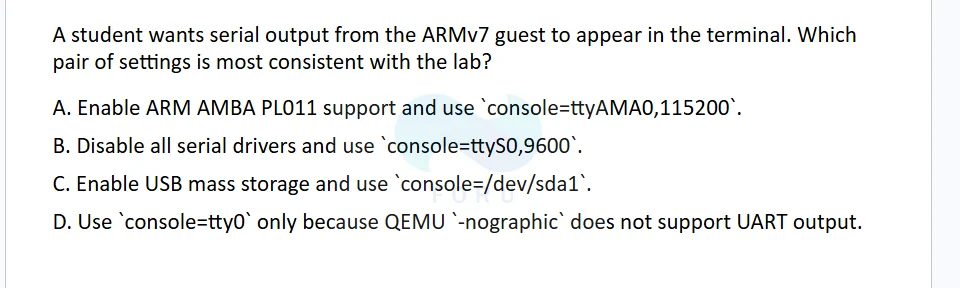 A student wants serial output from the ARMv7 guest to appear in the terminal. Which
pair of settings is most consistent with the lab?
A. Enable ARM AMBA PL011 support and use `console=ttyAMA0,115200`.
B. Disable all serial drivers and use `console=ttyS0,9600`.
C. Enable USB mass storage and use `console=/dev/sda1`.
D. Use `console=tty0` only because QEMU `-nographic` does not support UART output.